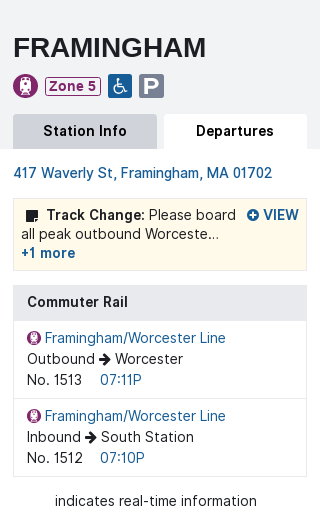 FRAMINGHAM
Zone 5 P
Station Info Departures
417 Waverly St, Framingham, MA 01702
Track Change: Please board VIEW
all peak outbound Worceste...
+1 more
Commuter Rail
Framingham/Worcester Line
Outbound → Worcester
No. 1513 07:11P
Framingham/Worcester Line
Inbound → South Station
No. 1512 07:10P
indicates real-time information